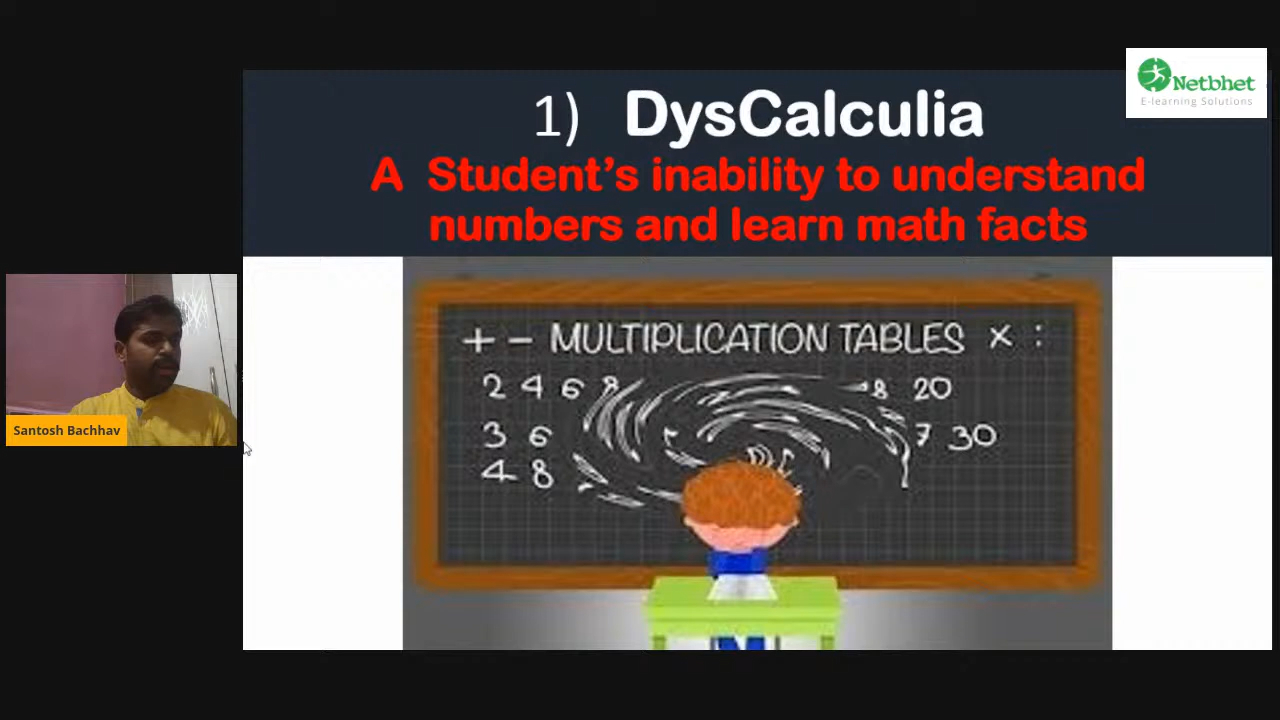 Netbhet
E-learning Solutions
1) DysCalculia
A Student's inability to understand
numbers and learn math facts
+ - MULTIPLICATION TABLES × :
2 4 6 8 8 20
3 6 7 30
4 8
Santosh Bachhav